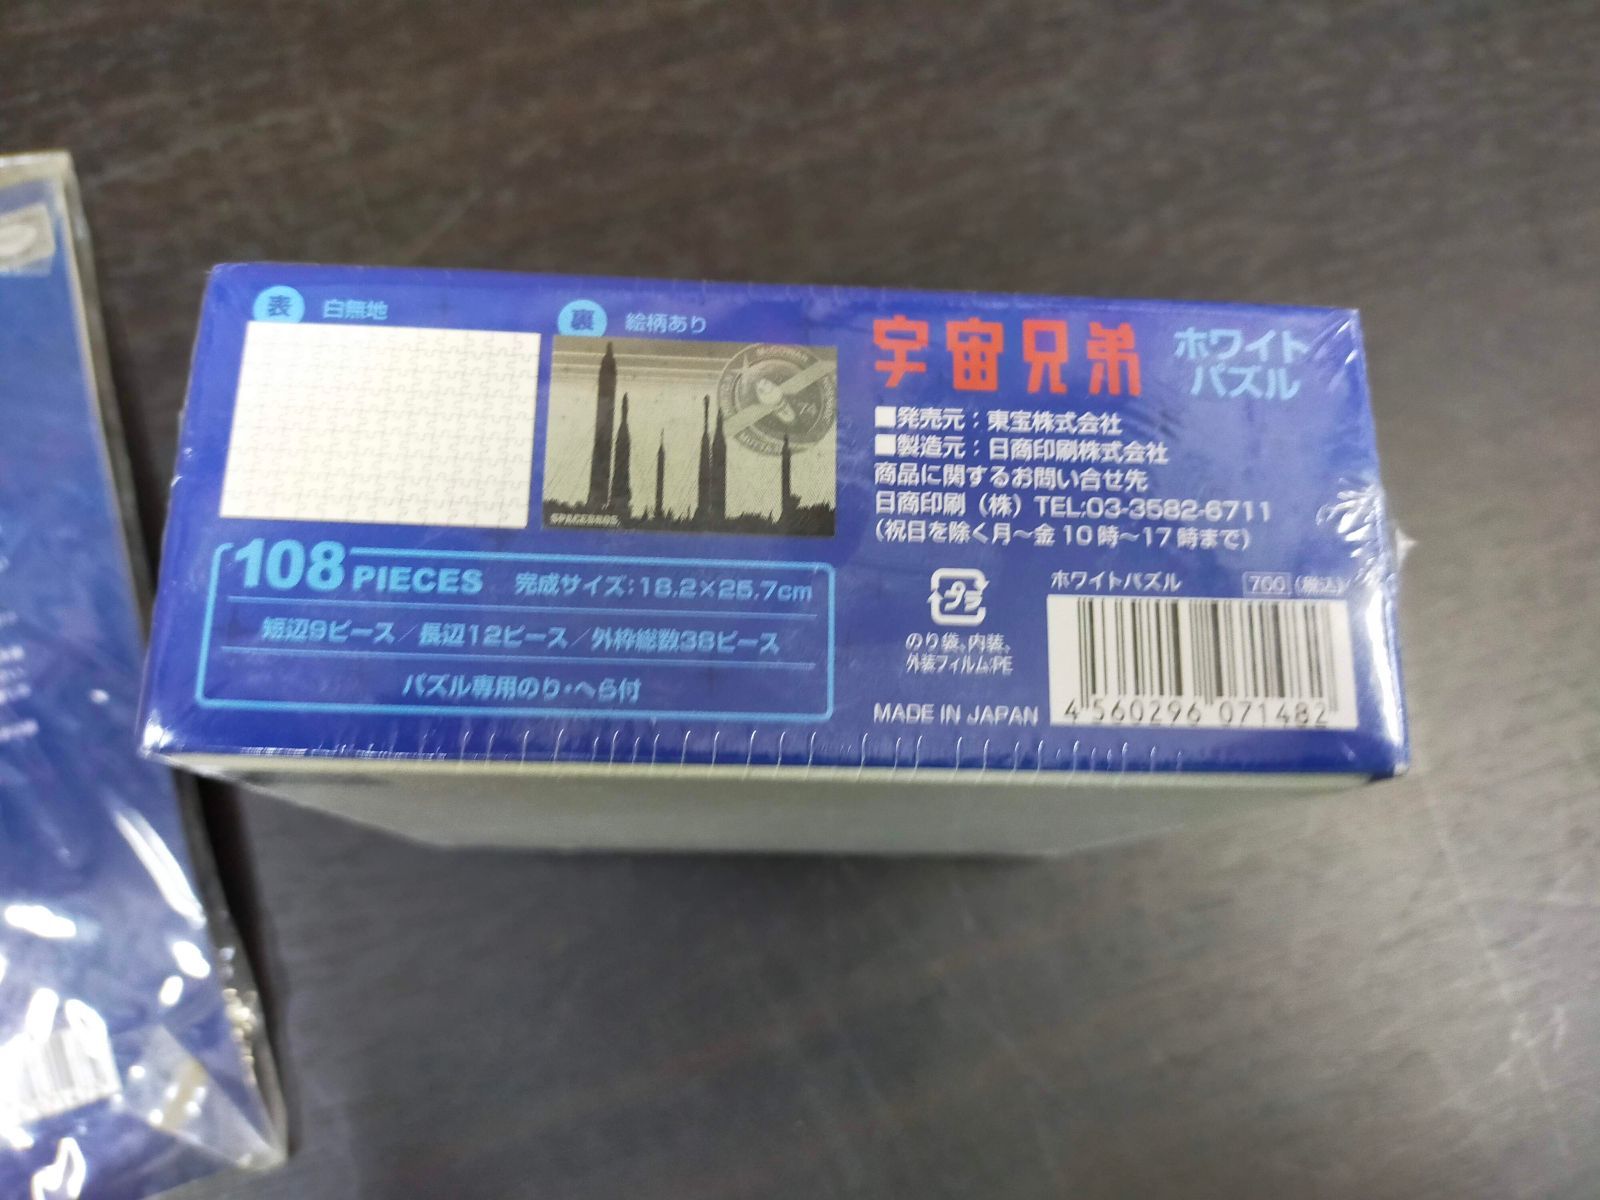 表 白無地
裏 絵柄あり
McGOWAN
SPACEBROS.
108 PIECES 完成サイズ:18.2×25.7cm
短辺9ピース／長辺12ピース／外枠総数38ピース
パズル専用のり・へら付
宇宙兄弟
ホワイト
パズル
■発売元：東宝株式会社
■製造元：日商印刷株式会社
商品に関するお問い合せ先
日商印刷（株）TEL:03-3582-6711
（祝日を除く月〜金10時〜17時まで）
プラ
のり袋、内装、
外装フィルム:PE
MADE IN JAPAN
ホワイトパズル 700（税込）
4 560296 071482